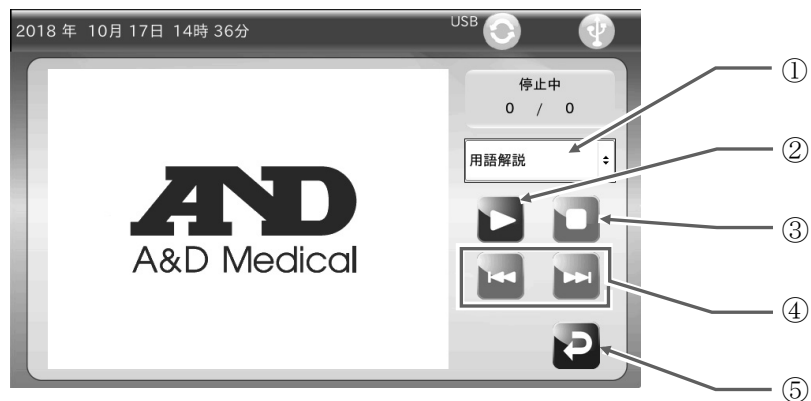 2018 年 10月 17日 14時 36分
USB
停止中
0 / 0
用語解説
AND
A&D Medical
①
②
③
④
⑤